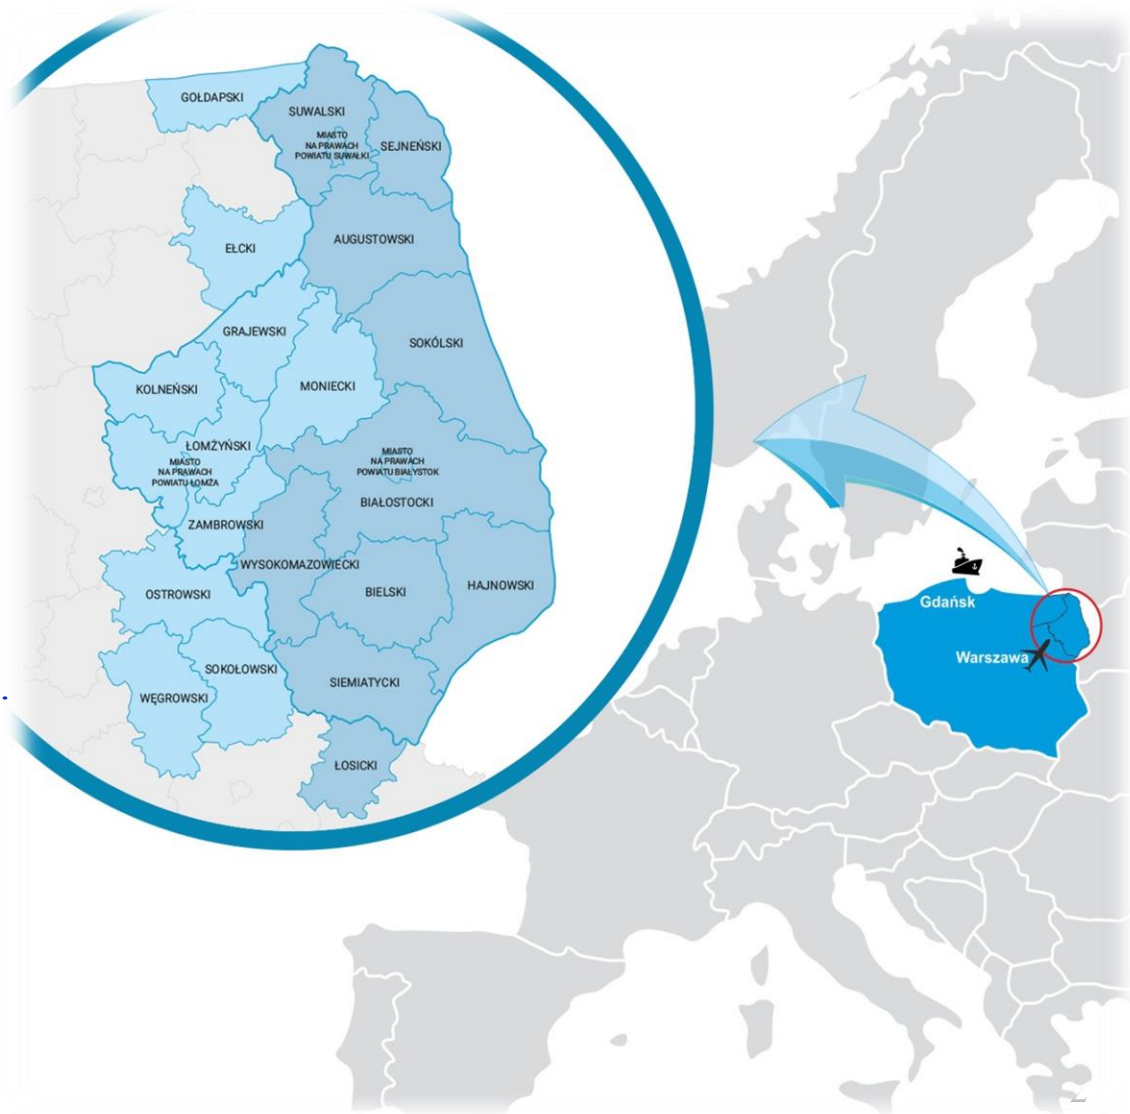 GOŁDAPSKI
SUWALSKI
MIASTO
NA PRAWACH
POWIATU SUWAŁKI
SEJNEŃSKI
AUGUSTOWSKI
EŁCKI
GRAJEWSKI
SOKÓLSKI
KOLNEŃSKI
MONIECKI
ŁOMŻYŃSKI
MIASTO
NA PRAWACH
POWIATU ŁOMŻA
MIASTO
NA PRAWACH
POWIATU BIAŁYSTOK
BIAŁOSTOCKI
ZAMBROWSKI
WYSOKOMAZOWIECKI
HAJNOWSKI
BIELSKI
OSTROWSKI
SOKOŁOWSKI
SIEMIATYCKI
WĘGROWSKI
ŁOSICKI
Gdańsk
Warszawa